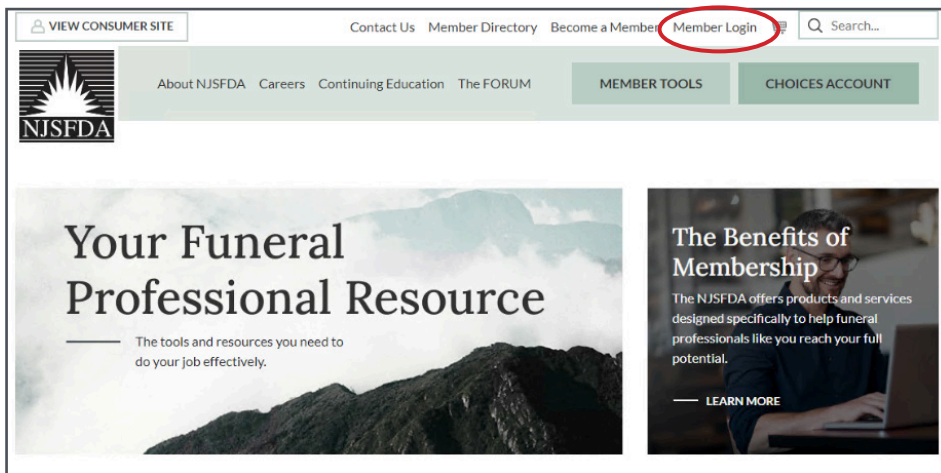 VIEW CONSUMER SITE
Contact Us Member Directory Become a Member Member Login
Search...
NJSFDA
About NJSFDA Careers Continuing Education The FORUM
MEMBER TOOLS
CHOICES ACCOUNT
Your Funeral
Professional Resource
The tools and resources you need to
do your job effectively.
The Benefits of
Membership
The NJSFDA offers products and services
designed specifically to help funeral
professionals like you reach your full
potential.
LEARN MORE